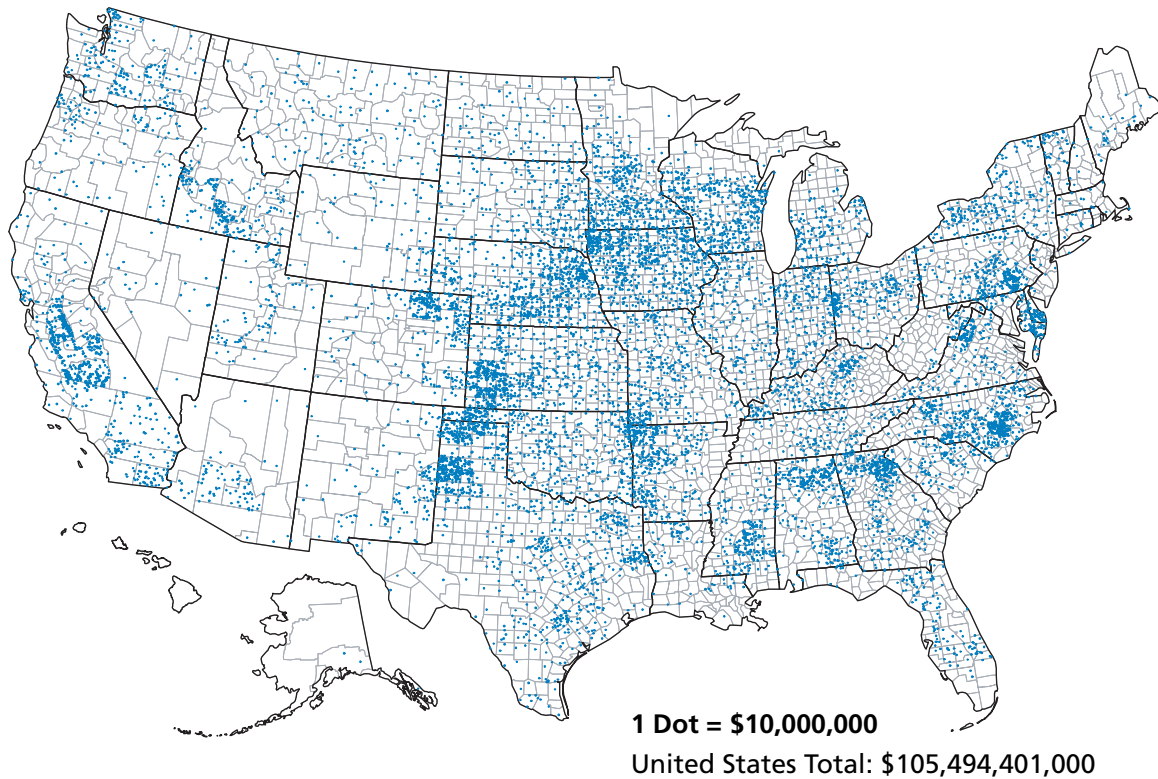 1 Dot = $10,000,000
United States Total: $105,494,401,000